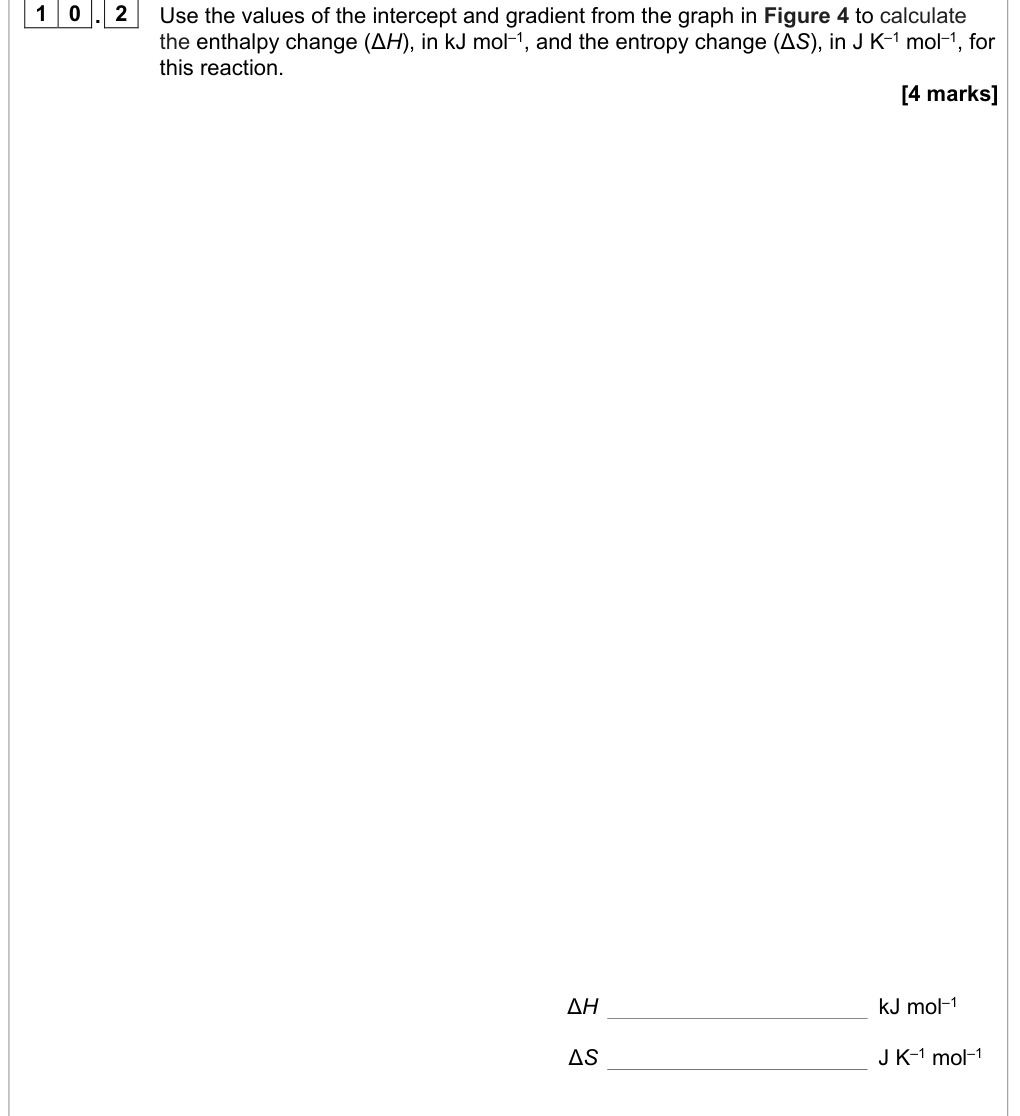 1 0 . 2 Use the values of the intercept and gradient from the graph in Figure 4 to calculate
the enthalpy change (ΔH), in kJ mol⁻¹, and the entropy change (ΔS), in J K⁻¹ mol⁻¹, for
this reaction.
[4 marks]
ΔH ____________________ kJ mol⁻¹
ΔS ____________________ J K⁻¹ mol⁻¹